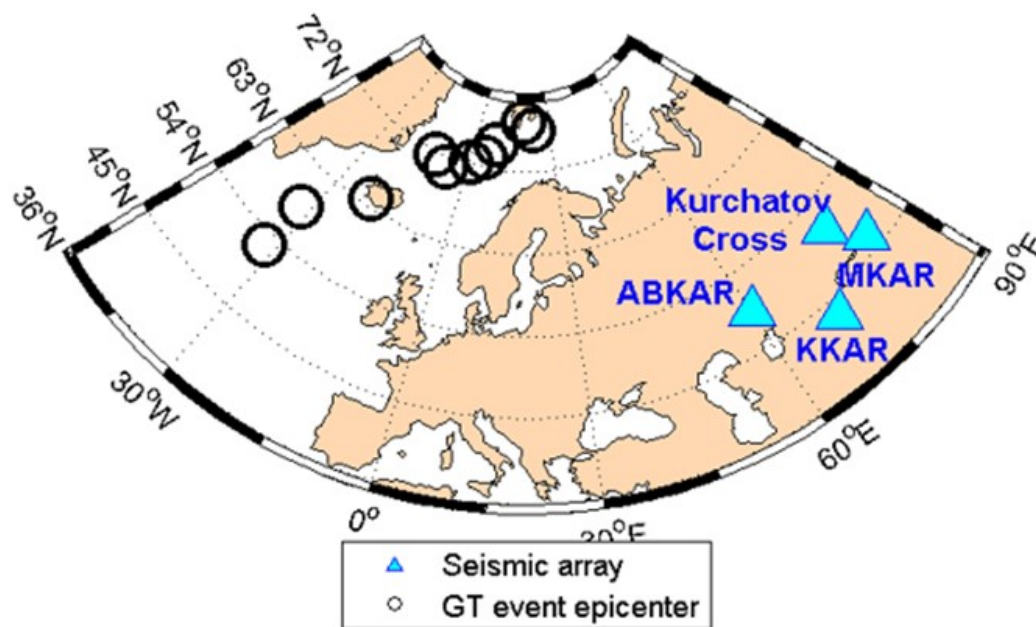 72°N
63°N
54°N
45°N
36°N
Kurchatov
Cross
MKAR
ABKAR
KKAR
90°E
60°E
30°W
0°
30°E
Seismic array
GT event epicenter